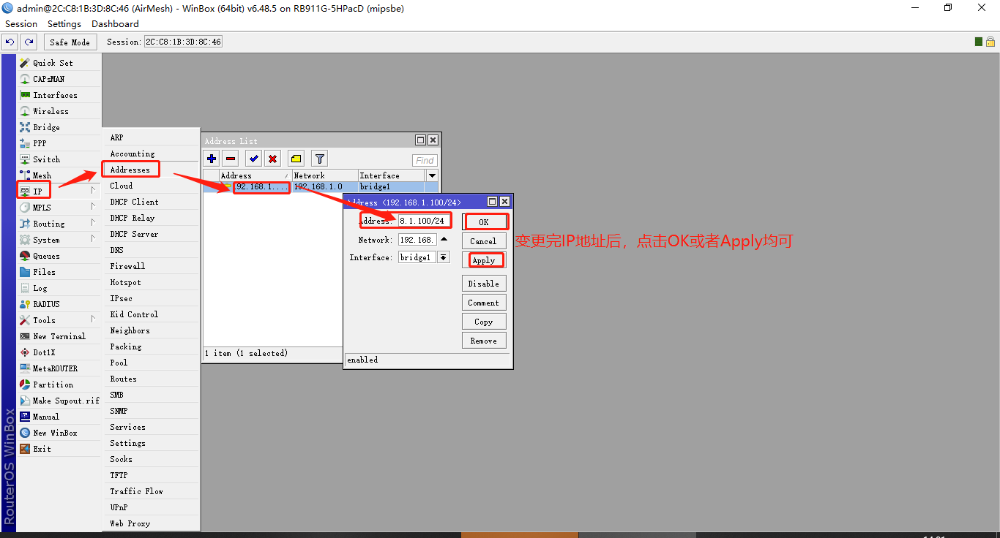 admin@2C:C8:1B:3D:8C:46 (AirMesh) - WinBox (64bit) v6.48.5 on RB911G-5HPacD (mipsbe)
Session Settings Dashboard
Safe Mode Session: 2C:C8:1B:3D:8C:46
Quick Set
CAPsMAN
Interfaces
Wireless
Bridge
PPP
Switch
Mesh
IP
MPLS
Routing
System
Queues
Files
Log
RADIUS
Tools
New Terminal
Dot1X
MetaROUTER
Partition
Make Supout.rif
Manual
New WinBox
Exit
RouterOS WinBox
ARP
Accounting
Addresses
Cloud
DHCP Client
DHCP Relay
DHCP Server
DNS
Firewall
Hotspot
IPsec
Kid Control
Neighbors
Packing
Pool
Routes
SMB
SNMP
Services
Settings
Socks
TFTP
Traffic Flow
UPnP
Web Proxy
Address List
Find
Address Network Interface
92.168.1.... 192.168.1.0 bridge1
1 item (1 selected)
Address <192.168.1.100/24>
Address: 8.1.100/24
Network: 192.168.
Interface: bridge1
OK
Cancel
Apply
Disable
Comment
Copy
Remove
enabled
变更完IP地址后，点击OK或者Apply均可